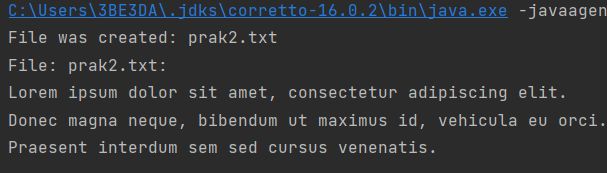 C:\Users\3BE3DA\.jdks\corretto-16.0.2\bin\java.exe -javaagen
File was created: prak2.txt
File: prak2.txt:
Lorem ipsum dolor sit amet, consectetur adipiscing elit.
Donec magna neque, bibendum ut maximus id, vehicula eu orci.
Praesent interdum sem sed cursus venenatis.